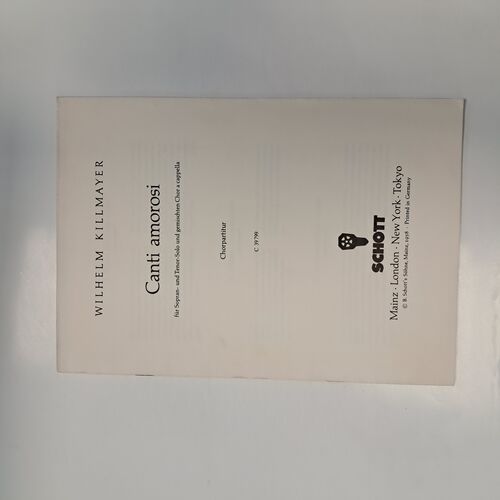 WILHELM KILLMAYER
Canti amorosi
für Sopran- und Tenor-Solo und gemischten Chor a cappella
Chorpartitur
C 39 799
SCHOTT
Mainz · London · New York · Tokyo
© B. Schott's Söhne, Mainz, 1958 · Printed in Germany